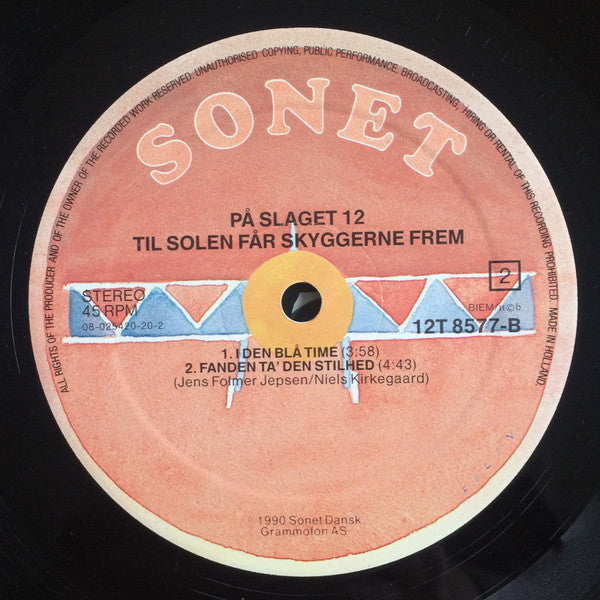 ALL RIGHTS OF THE PRODUCER AND OF THE OWNER OF THE RECORDED WORK RESERVED. UNAUTHORISED COPYING, PUBLIC PERFORMANCE, BROADCASTING, HIRING OR RENTAL OF THIS RECORDING PROHIBITED. MADE IN HOLLAND.
SONET
PÅ SLAGET 12
TIL SOLEN FÅR SKYGGERNE FREM
STEREO
45 RPM
08-025420-20-2
2
BIEM/n©b.
12T 8577-B
1. I DEN BLÅ TIME (3:58)
2. FANDEN TA' DEN STILHED (4:43)
(Jens Folmer Jepsen/Niels Kirkegaard)
1990 Sonet Dansk
Grammofon AS